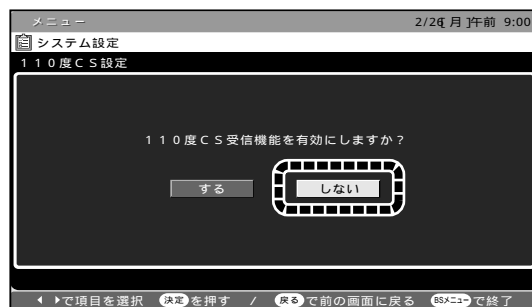 メニュー 2/26[月]午前 9:00
システム設定
１１０度ＣＳ設定
１１０度ＣＳ受信機能を有効にしますか？
する しない
で項目を選択 決定を押す / 戻るで前の画面に戻る BSメニューで終了